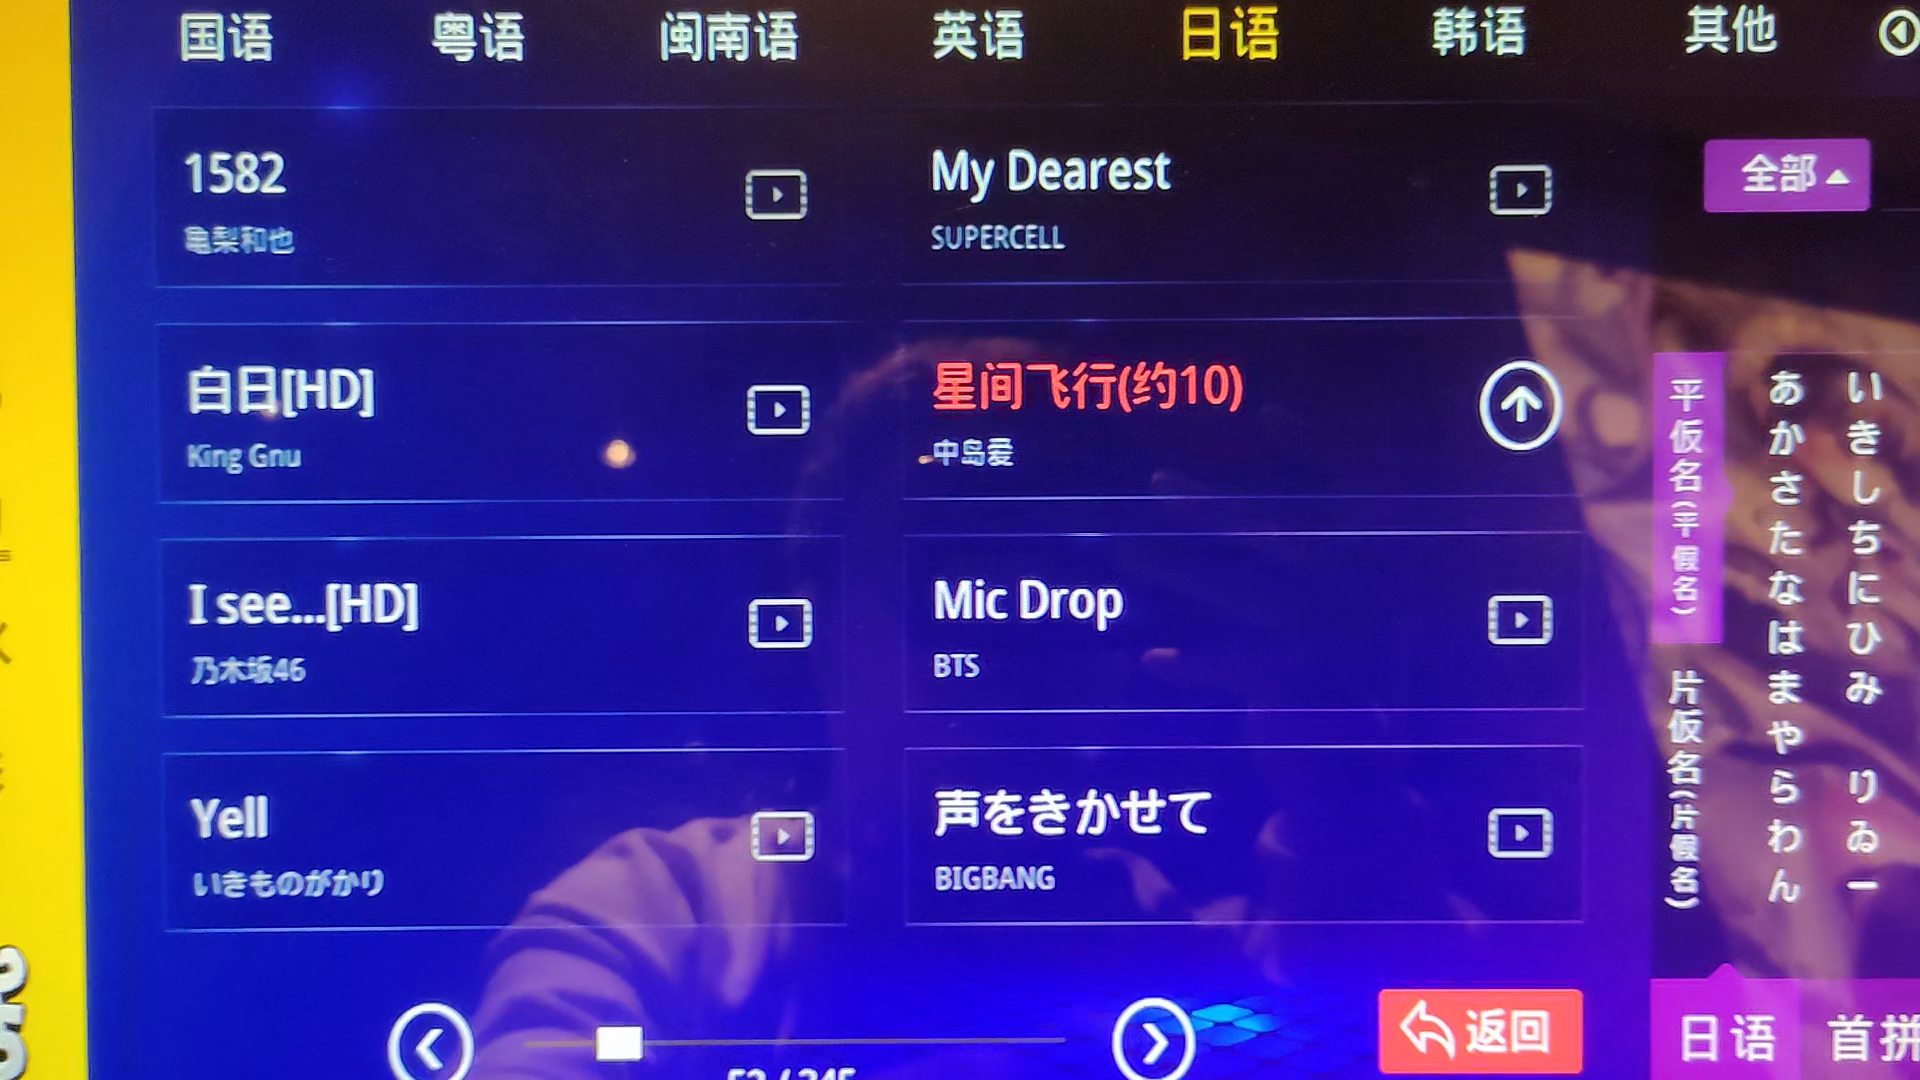 国语 粤语 闽南语 英语 日语 韩语 其他
1582
亀梨和也
My Dearest
SUPERCELL
全部
白日[HD]
King Gnu
星间飞行(约10)
中岛爱
I see...[HD]
乃木坂46
Mic Drop
BTS
Yell
いきものがかり
声をきかせて
BIGBANG
平仮名(平假名)
片仮名(片假名)
あかさたなはまやらわん
いきしちにひみ りゐー
返回
日语
首拼